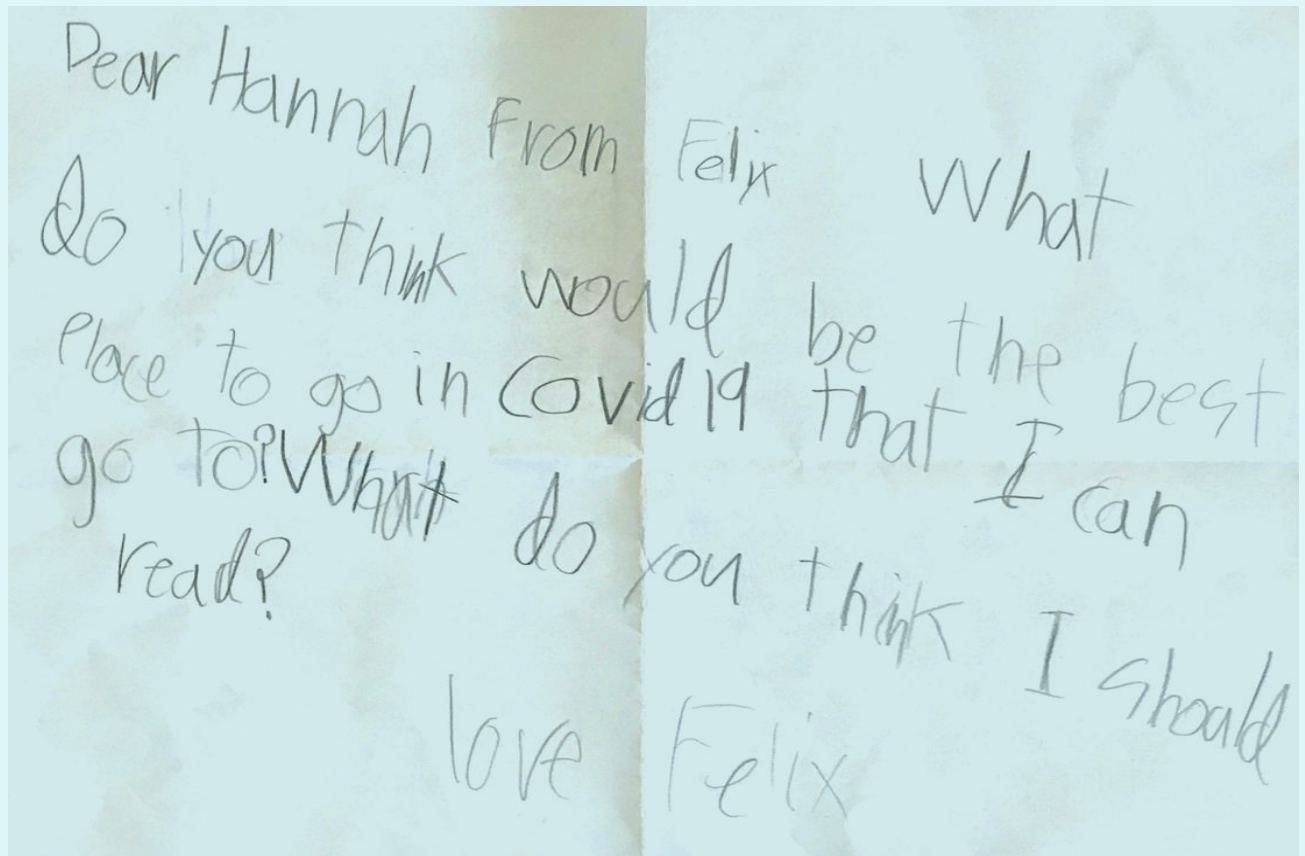 Dear Hannah From Felix What
do you think would be the best
place to go in Covid 19 that I can
go to? What do you think I should
read?
love Felix